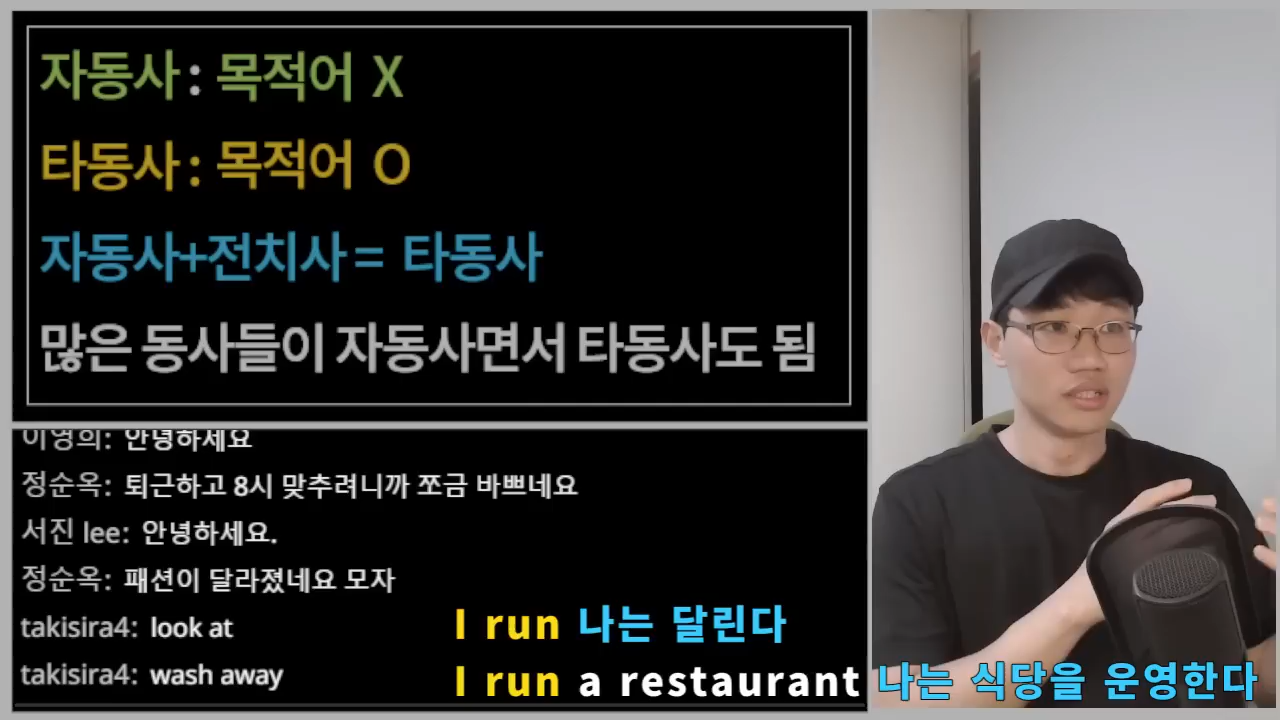 자동사: 목적어 X
타동사: 목적어 O
자동사+전치사= 타동사
많은 동사들이 자동사면서 타동사도 됨
이영희: 안녕하세요
정순옥: 퇴근하고 8시 맞추려니까 쪼금 바쁘네요
서진 lee: 안녕하세요.
정순옥: 패션이 달라졌네요 모자
takisira4: look at
takisira4: wash away
I run 나는 달린다
I run a restaurant 나는 식당을 운영한다